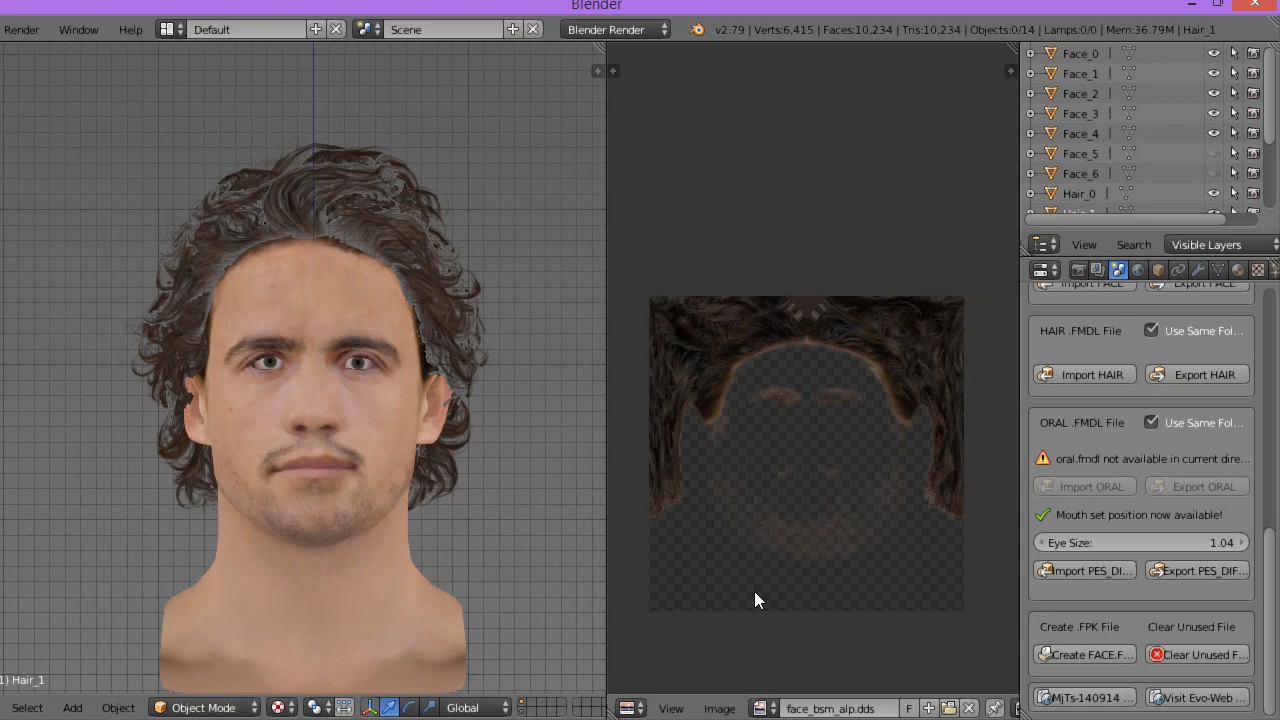 Blender
Render Window Help Default Scene Blender Render v2.79 | Verts:6,415 | Faces:10,234 | Tris:10,234 | Objects:0/14 | Lamps:0/0 | Mem:36.79M | Hair_1
Face_0
Face_1
Face_2
Face_3
Face_4
Face_5
Face_6
Hair_0
View Search Visible Layers
Import FACE Export FACE
HAIR .FMDL File Use Same Fol...
Import HAIR Export HAIR
ORAL .FMDL File Use Same Fol...
oral.fmdl not available in current dire...
Import ORAL Export ORAL
Mouth set position now available!
Eye Size: 1.04
Import PES_DI... Export PES_DIF...
Create .FPK File Clear Unused File
Create FACE.F... Clear Unused F...
MjTs-140914 ... Visit Evo-Web ...
1) Hair_1
Select Add Object Object Mode Global View Image face_bsm_alp.dds F